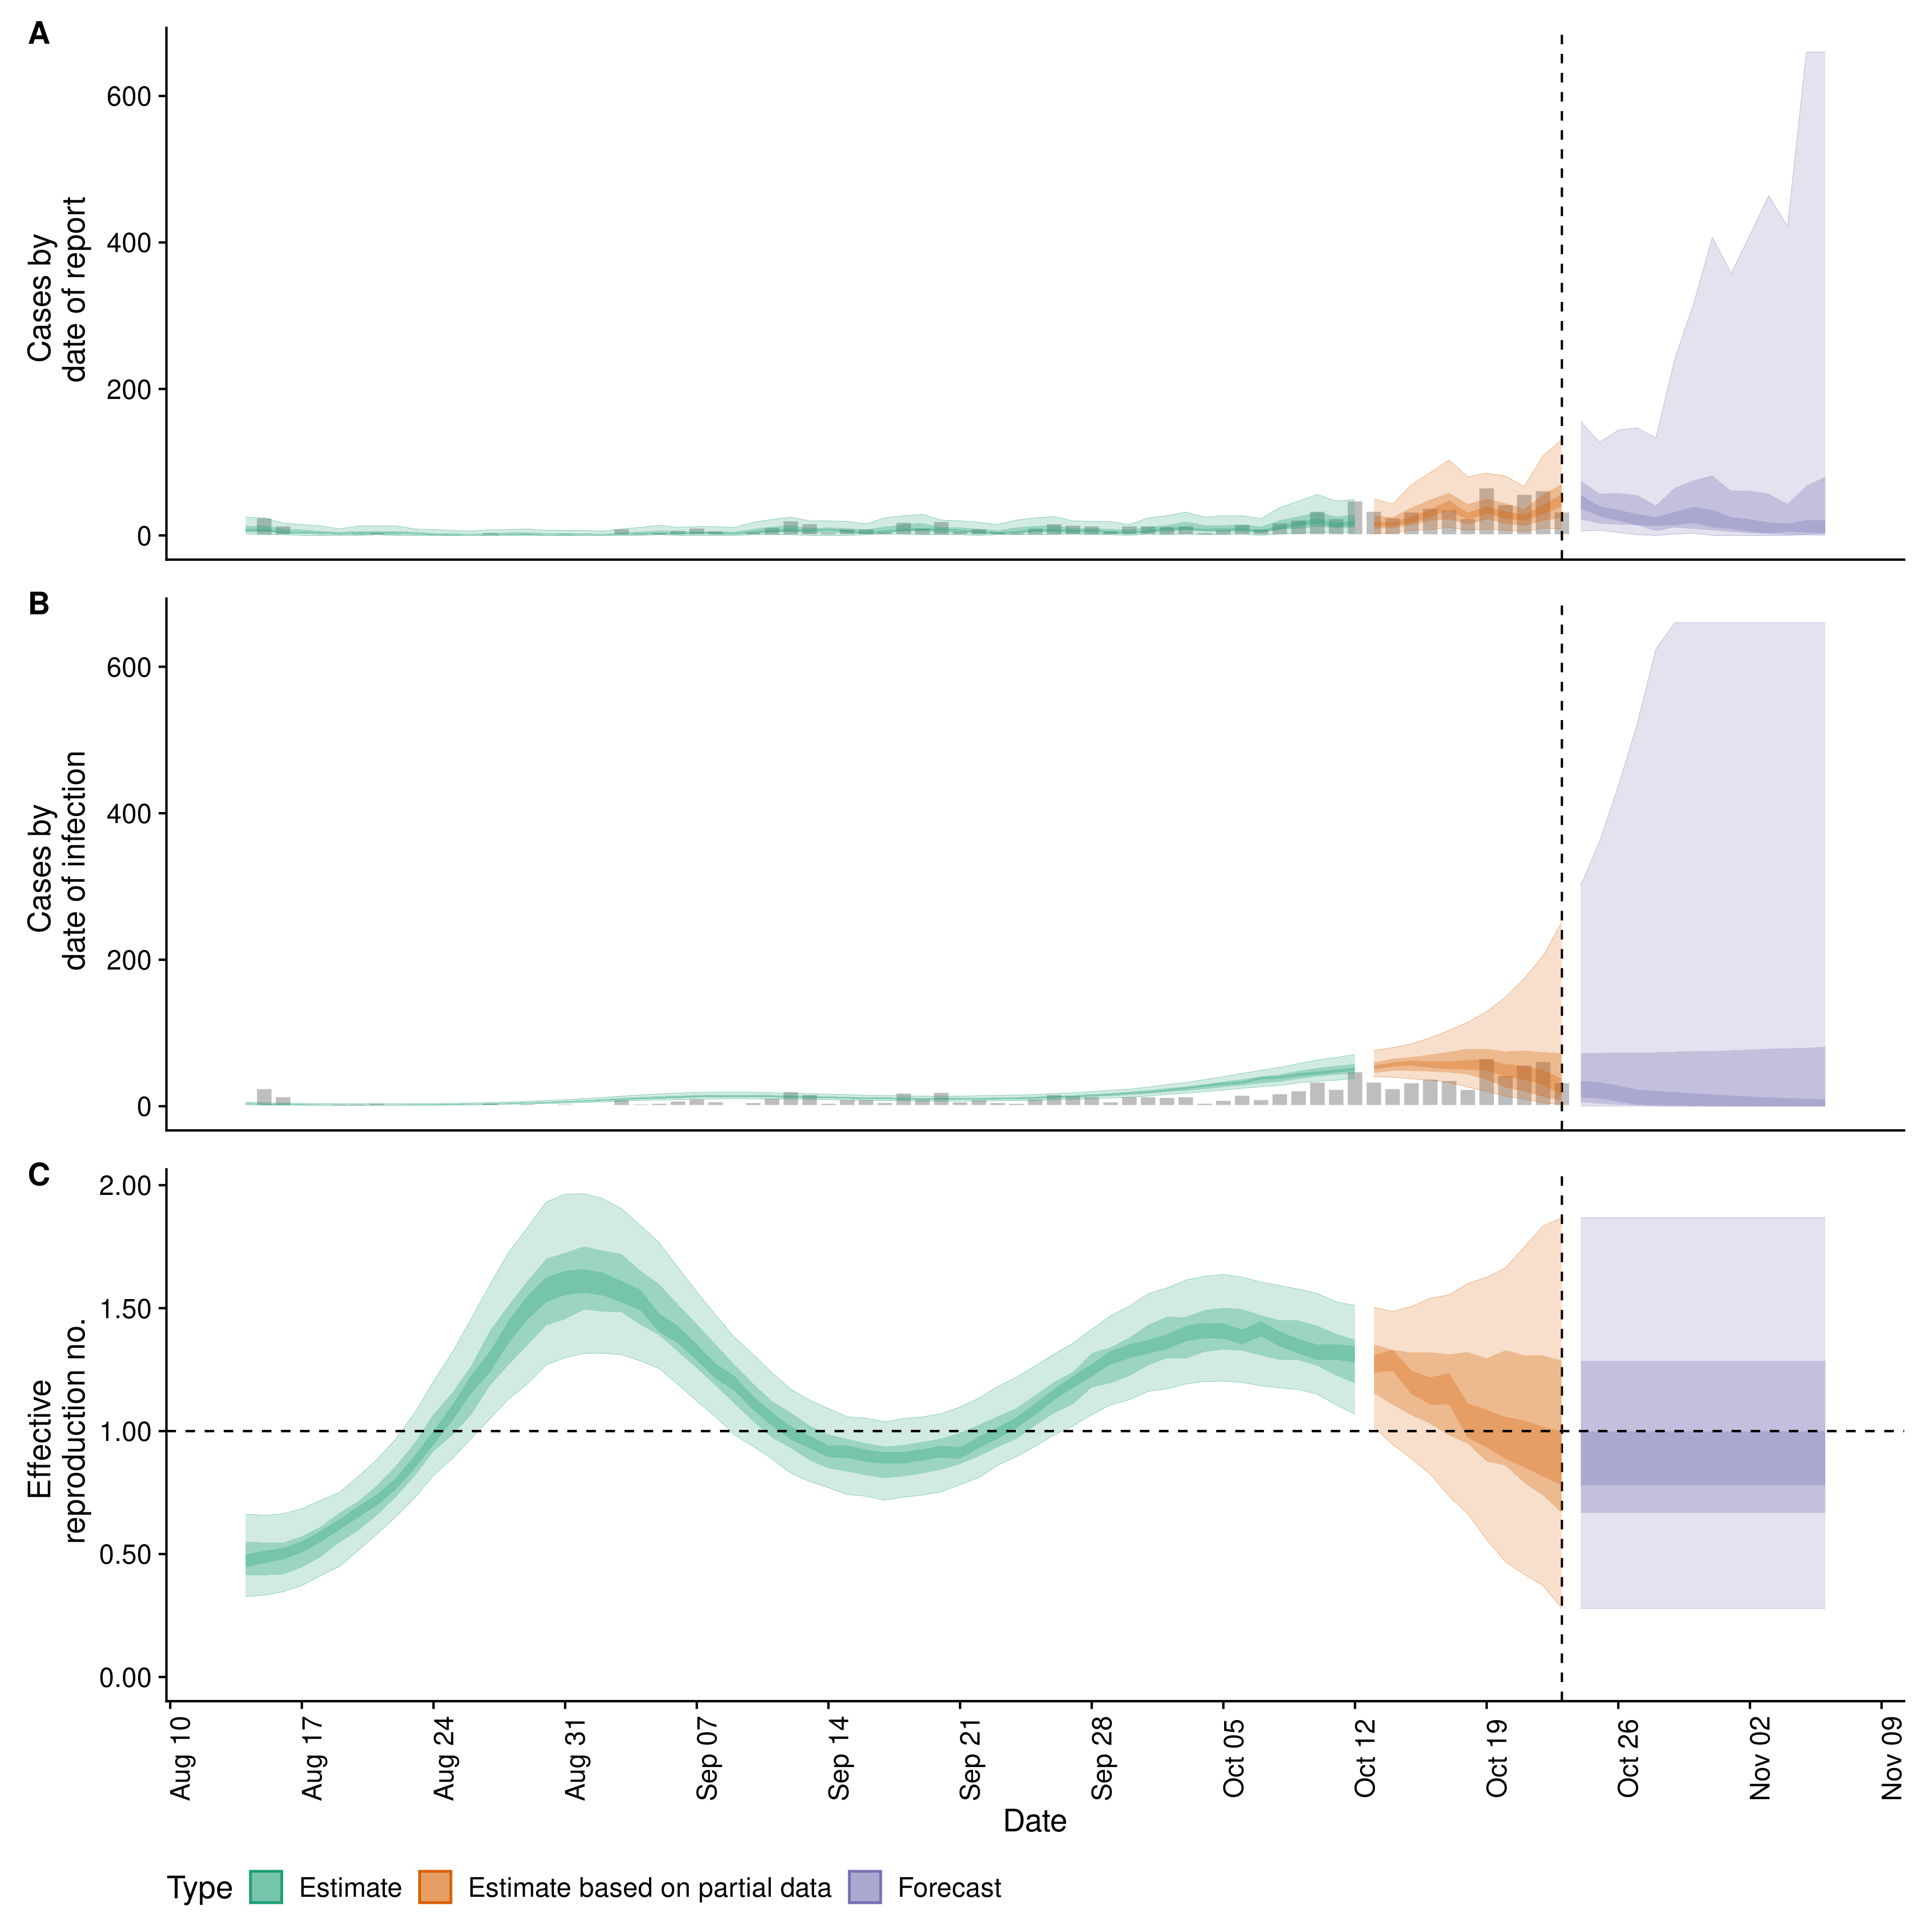 A
600
400
200
0
Cases by
date of report
B
600
400
200
0
Cases by
date of infection
C
2.00
1.50
1.00
0.50
0.00
Effective
reproduction no.
Aug 10
Aug 17
Aug 24
Aug 31
Sep 07
Sep 14
Sep 21
Sep 28
Oct 05
Oct 12
Oct 19
Oct 26
Nov 02
Nov 09
Date
Type Estimate Estimate based on partial data Forecast